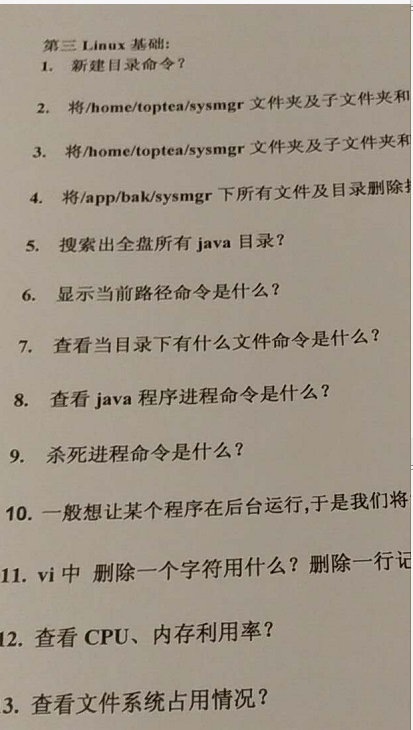 第三 Linux 基础:
1. 新建目录命令?
2. 将/home/toptea/sysmgr 文件夹及子文件夹和
3. 将/home/toptea/sysmgr 文件夹及子文件夹和
4. 将/app/bak/sysmgr 下所有文件及目录删除
5. 搜索出全盘所有 java 目录?
6. 显示当前路径命令是什么?
7. 查看当目录下有什么文件命令是什么?
8. 查看 java 程序进程命令是什么?
9. 杀死进程命令是什么?
10. 一般想让某个程序在后台运行,于是我们将
11. vi 中 删除一个字符用什么? 删除一行
12. 查看 CPU、内存利用率?
3. 查看文件系统占用情况?